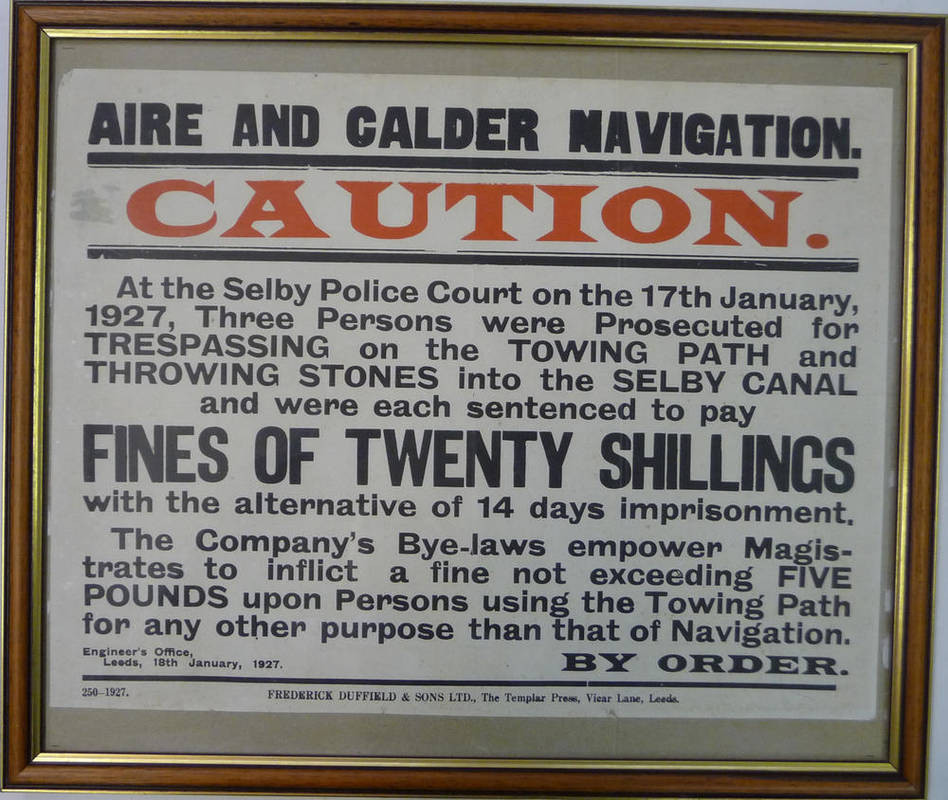 AIRE AND CALDER NAVIGATION.
CAUTION.
At the Selby Police Court on the 17th January,
1927, Three Persons were Prosecuted for
TRESPASSING on the TOWING PATH and
THROWING STONES into the SELBY CANAL
and were each sentenced to pay
FINES OF TWENTY SHILLINGS
with the alternative of 14 days imprisonment.
The Company's Bye-laws empower Magis-
trates to inflict a fine not exceeding FIVE
POUNDS upon Persons using the Towing Path
for any other purpose than that of Navigation.
Engineer's Office,
Leeds, 18th January, 1927.
BY ORDER.
250-1927.
FREDERICK DUFFIELD & SONS LTD., The Templar Press, Vicar Lane, Leeds.